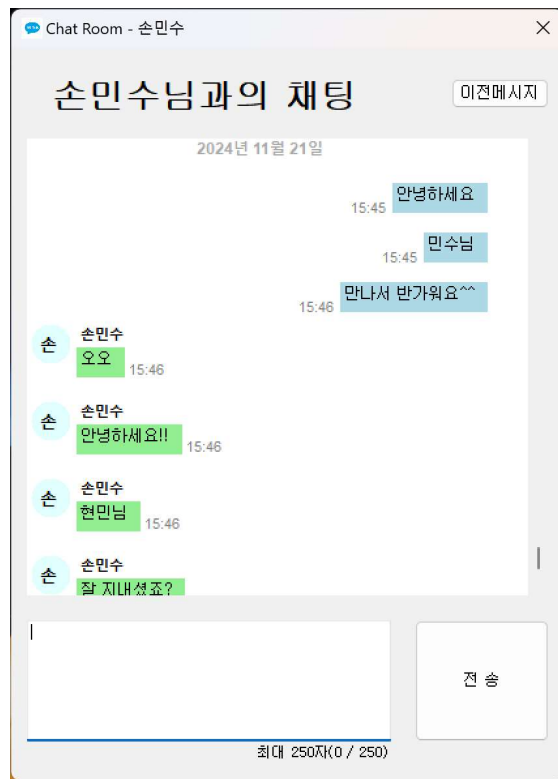 Chat Room - 손민수
손민수님과의 채팅
이전메시지
2024년 11월 21일
15:45 안녕하세요
15:45 민수님
15:46 만나서 반가워요^^
손민수
손 오오 15:46
손민수
손 안녕하세요!! 15:46
손민수
손 현민님 15:46
손민수
손 잘 지내셨죠?
전 송
최대 250자(0 / 250)